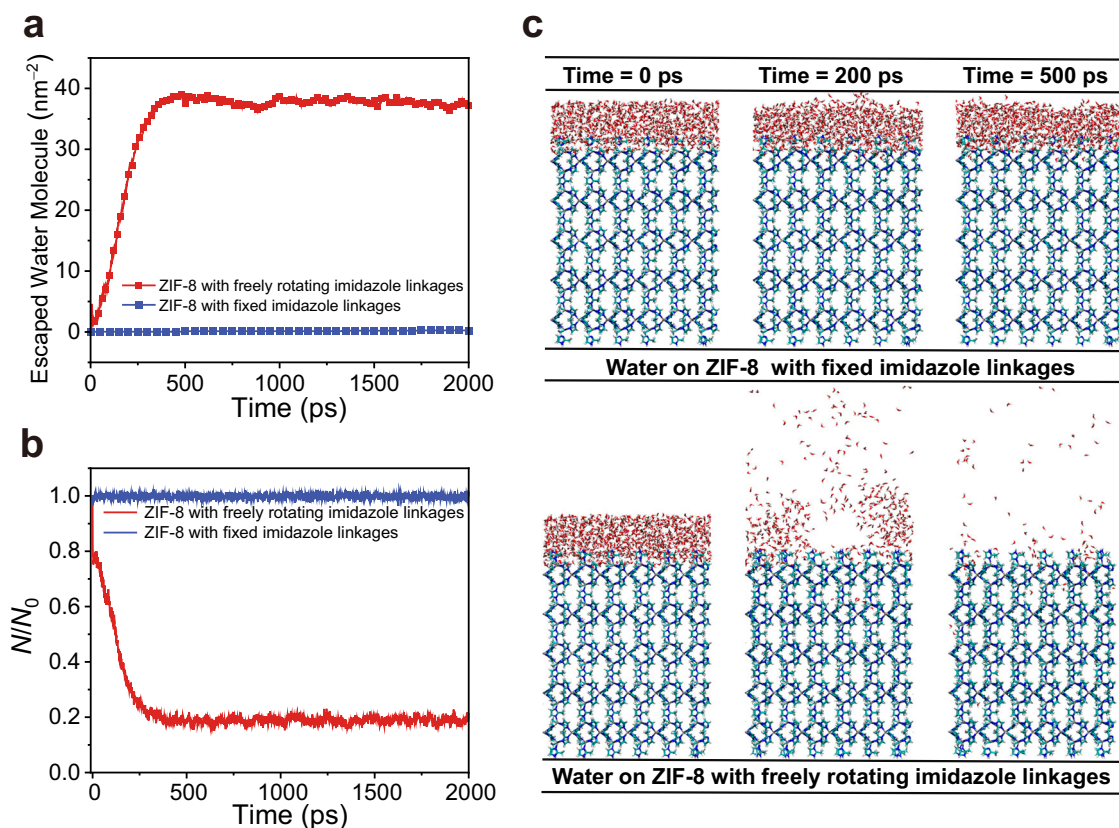 a
Escaped Water Molecule (nm⁻²)
50
40
30
20
10
0
ZIF-8 with freely rotating imidazole linkages
ZIF-8 with fixed imidazole linkages
0 500 1000 1500 2000
Time (ps)
b
N/N₀
1.0
0.8
0.6
0.4
0.2
0.0
ZIF-8 with freely rotating imidazole linkages
ZIF-8 with fixed imidazole linkages
0 500 1000 1500 2000
Time (ps)
c
Time = 0 ps Time = 200 ps Time = 500 ps
Water on ZIF-8 with fixed imidazole linkages
Water on ZIF-8 with freely rotating imidazole linkages